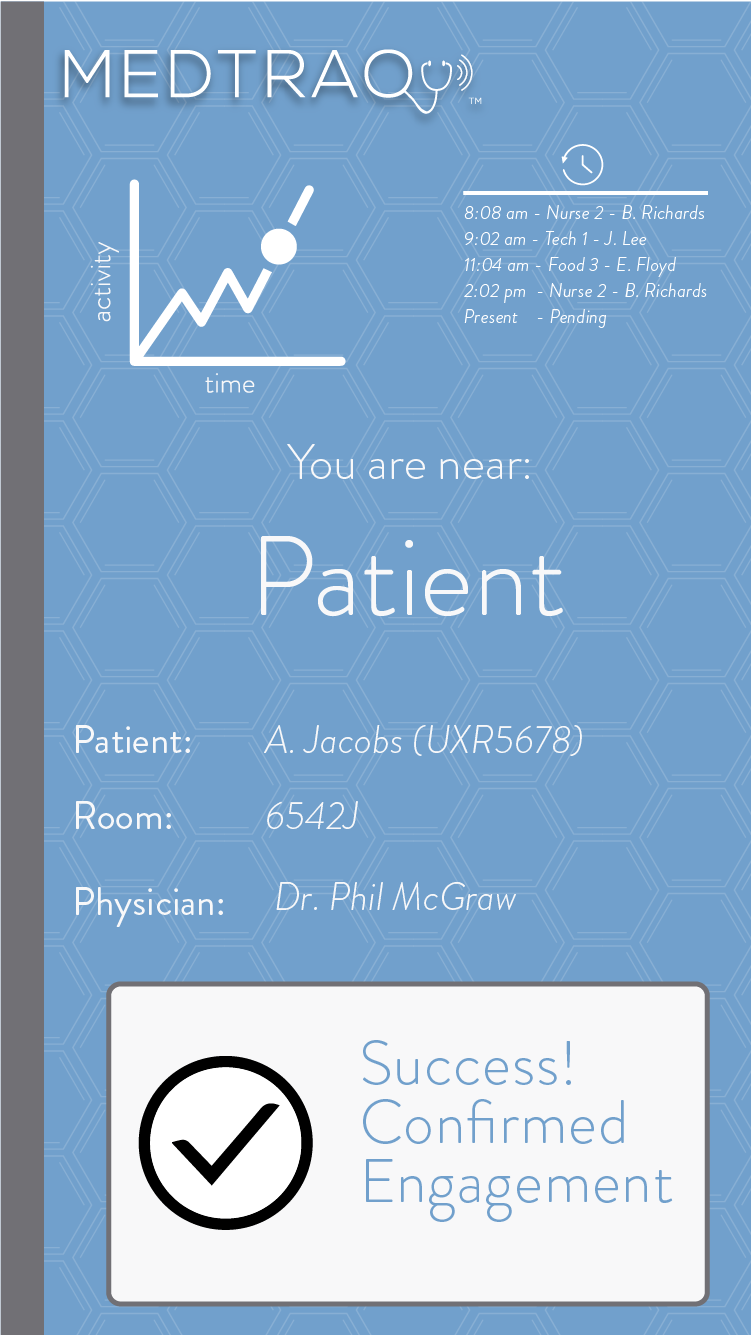 MEDTRAQ
TM
8:08 am - Nurse 2 - B. Richards
9:02 am - Tech 1 - J. Lee
11:04 am - Food 3 - E. Floyd
2:02 pm - Nurse 2 - B. Richards
Present - Pending
activity
time
You are near:
Patient
Patient: A. Jacobs (UXR5678)
Room: 6542J
Physician: Dr. Phil McGraw
Success!
Confirmed
Engagement